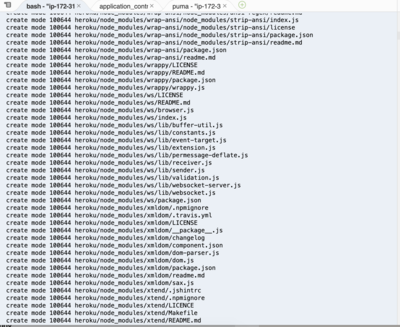 bash - "ip-172-31
application_contr
puma - "ip-172-3
create mode 100644 heroku/node_modules/wrap-ansi/node_modules/strip-ansi/index.js
create mode 100644 heroku/node_modules/wrap-ansi/node_modules/strip-ansi/license
create mode 100644 heroku/node_modules/wrap-ansi/node_modules/strip-ansi/package.json
create mode 100644 heroku/node_modules/wrap-ansi/node_modules/strip-ansi/readme.md
create mode 100644 heroku/node_modules/wrap-ansi/package.json
create mode 100644 heroku/node_modules/wrap-ansi/readme.md
create mode 100644 heroku/node_modules/wrappy/LICENSE
create mode 100644 heroku/node_modules/wrappy/README.md
create mode 100644 heroku/node_modules/wrappy/package.json
create mode 100644 heroku/node_modules/wrappy/wrappy.js
create mode 100644 heroku/node_modules/ws/LICENSE
create mode 100644 heroku/node_modules/ws/README.md
create mode 100644 heroku/node_modules/ws/browser.js
create mode 100644 heroku/node_modules/ws/index.js
create mode 100644 heroku/node_modules/ws/lib/buffer-util.js
create mode 100644 heroku/node_modules/ws/lib/constants.js
create mode 100644 heroku/node_modules/ws/lib/event-target.js
create mode 100644 heroku/node_modules/ws/lib/extension.js
create mode 100644 heroku/node_modules/ws/lib/permessage-deflate.js
create mode 100644 heroku/node_modules/ws/lib/receiver.js
create mode 100644 heroku/node_modules/ws/lib/sender.js
create mode 100644 heroku/node_modules/ws/lib/validation.js
create mode 100644 heroku/node_modules/ws/lib/websocket-server.js
create mode 100644 heroku/node_modules/ws/lib/websocket.js
create mode 100644 heroku/node_modules/ws/package.json
create mode 100644 heroku/node_modules/xmldom/.npmignore
create mode 100644 heroku/node_modules/xmldom/.travis.yml
create mode 100644 heroku/node_modules/xmldom/LICENSE
create mode 100644 heroku/node_modules/xmldom/__package__.js
create mode 100644 heroku/node_modules/xmldom/changelog
create mode 100644 heroku/node_modules/xmldom/component.json
create mode 100644 heroku/node_modules/xmldom/dom-parser.js
create mode 100644 heroku/node_modules/xmldom/dom.js
create mode 100644 heroku/node_modules/xmldom/package.json
create mode 100644 heroku/node_modules/xmldom/readme.md
create mode 100644 heroku/node_modules/xmldom/sax.js
create mode 100644 heroku/node_modules/xtend/.jshintrc
create mode 100644 heroku/node_modules/xtend/.npmignore
create mode 100644 heroku/node_modules/xtend/LICENCE
create mode 100644 heroku/node_modules/xtend/Makefile
create mode 100644 heroku/node_modules/xtend/README.md